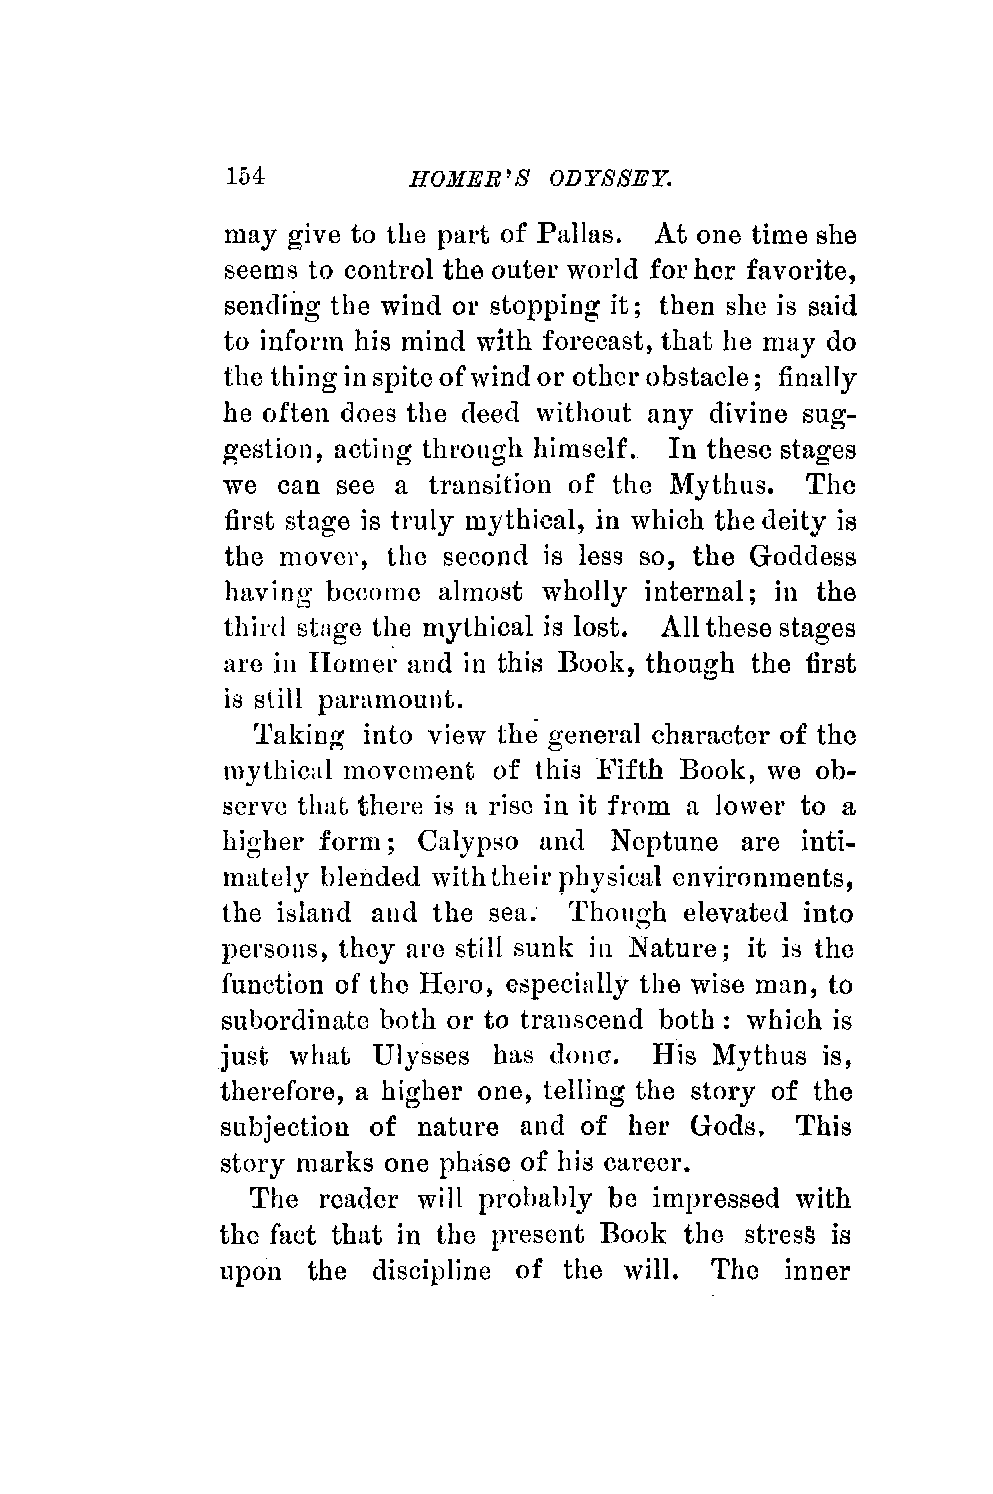 154 HOMER'S ODYSSEY.
may give to the part of Pallas. At one time she
seems to control the outer world for her favorite,
sending the wind or stopping it; then she is said
to inform his mind with forecast, that he may do
the thing in spite of wind or other obstacle; finally
he often does the deed without any divine sug-
gestion, acting through himself. In these stages
we can see a transition of the Mythus. The
first stage is truly mythical, in which the deity is
the mover, the second is less so, the Goddess
having become almost wholly internal; in the
third stage the mythical is lost. All these stages
are in Homer and in this Book, though the first
is still paramount.
Taking into view the general character of the
mythical movement of this Fifth Book, we ob-
serve that there is a rise in it from a lower to a
higher form; Calypso and Neptune are inti-
mately blended with their physical environments,
the island and the sea. Though elevated into
persons, they are still sunk in Nature; it is the
function of the Hero, especially the wise man, to
subordinate both or to transcend both: which is
just what Ulysses has done. His Mythus is,
therefore, a higher one, telling the story of the
subjection of nature and of her Gods. This
story marks one phase of his career.
The reader will probably be impressed with
the fact that in the present Book the stress is
upon the discipline of the will. The inner